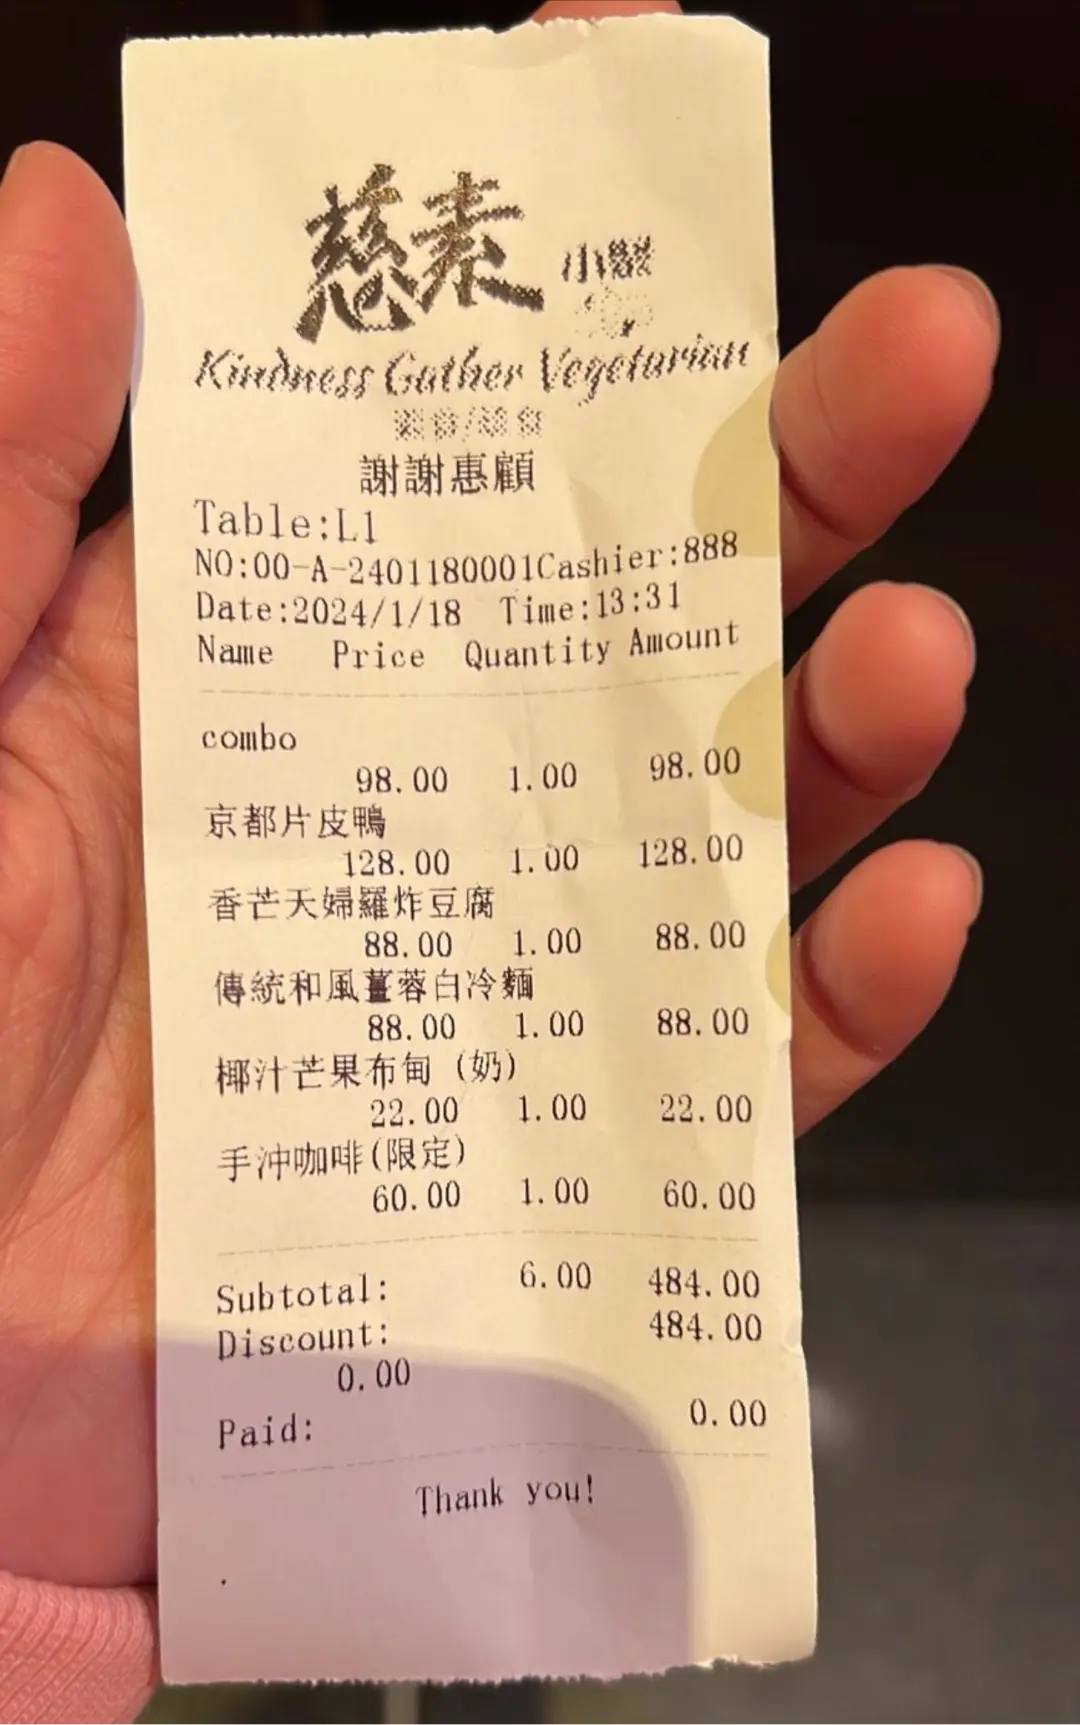 慈素
小聚
Kindness Gather Vegetarian
謝謝惠顧
Table:L1
NO:00-A-2401180001Cashier:888
Date:2024/1/18 Time:13:31
Name Price Quantity Amount
combo
98.00 1.00 98.00
京都片皮鴨
128.00 1.00 128.00
香芒天婦羅炸豆腐
88.00 1.00 88.00
傳統和風薑蓉白冷麵
88.00 1.00 88.00
椰汁芒果布甸 (奶)
22.00 1.00 22.00
手沖咖啡(限定)
60.00 1.00 60.00
Subtotal: 6.00 484.00
Discount: 484.00
0.00
Paid: 0.00
Thank you!